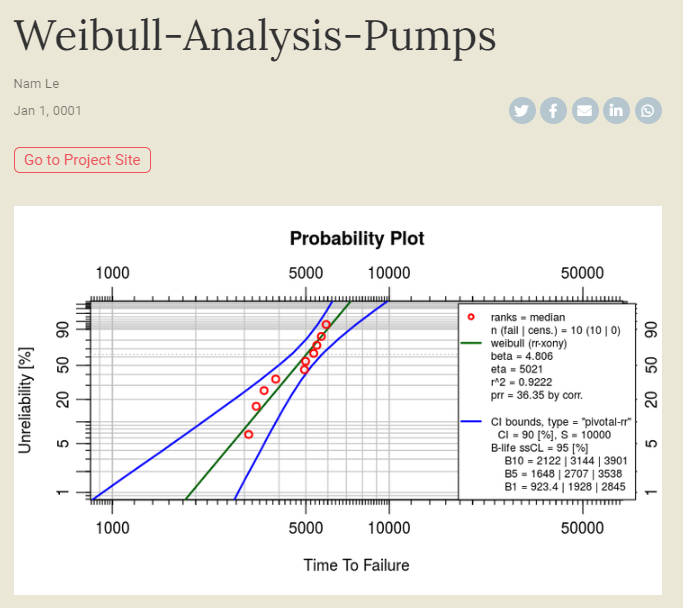 Weibull-Analysis-Pumps
Nam Le
Jan 1, 0001
Go to Project Site
Probability Plot
1000 5000 10000 50000
Unreliability [%]
90 50 20 5 1
90 50 20 5 1
ranks = median
n (fail | cens.) = 10 (10 | 0)
weibull (rr-xony)
beta = 4.806
eta = 5021
r^2 = 0.9222
prr = 36.35 by corr.
CI bounds, type = "pivotal-rr"
CI = 90 [%], S = 10000
B-life ssCL = 95 [%]
B10 = 2122 | 3144 | 3901
B5 = 1648 | 2707 | 3538
B1 = 923.4 | 1928 | 2845
1000 5000 10000 50000
Time To Failure